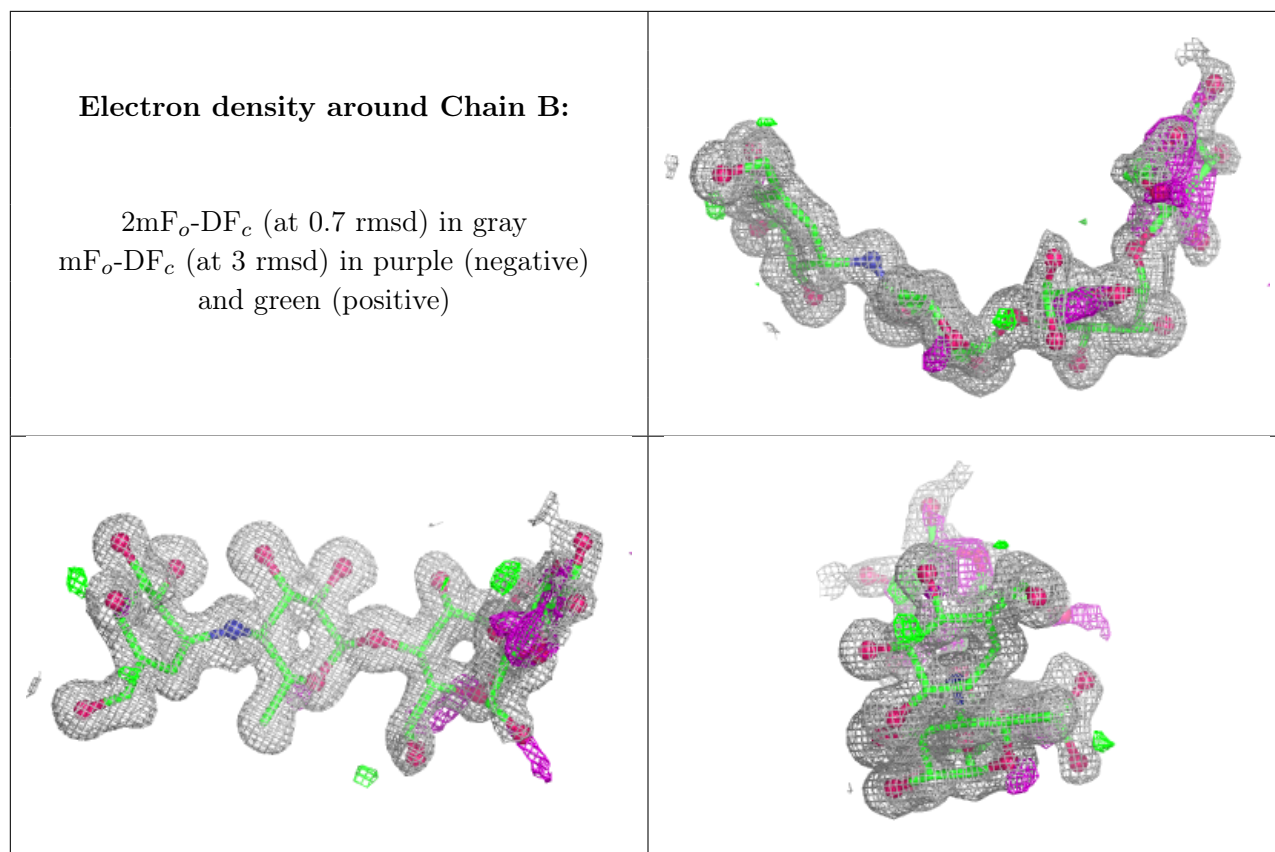 Electron density around Chain B:
2mFₒ-DF𝒸 (at 0.7 rmsd) in gray
mFₒ-DF𝒸 (at 3 rmsd) in purple (negative)
and green (positive)